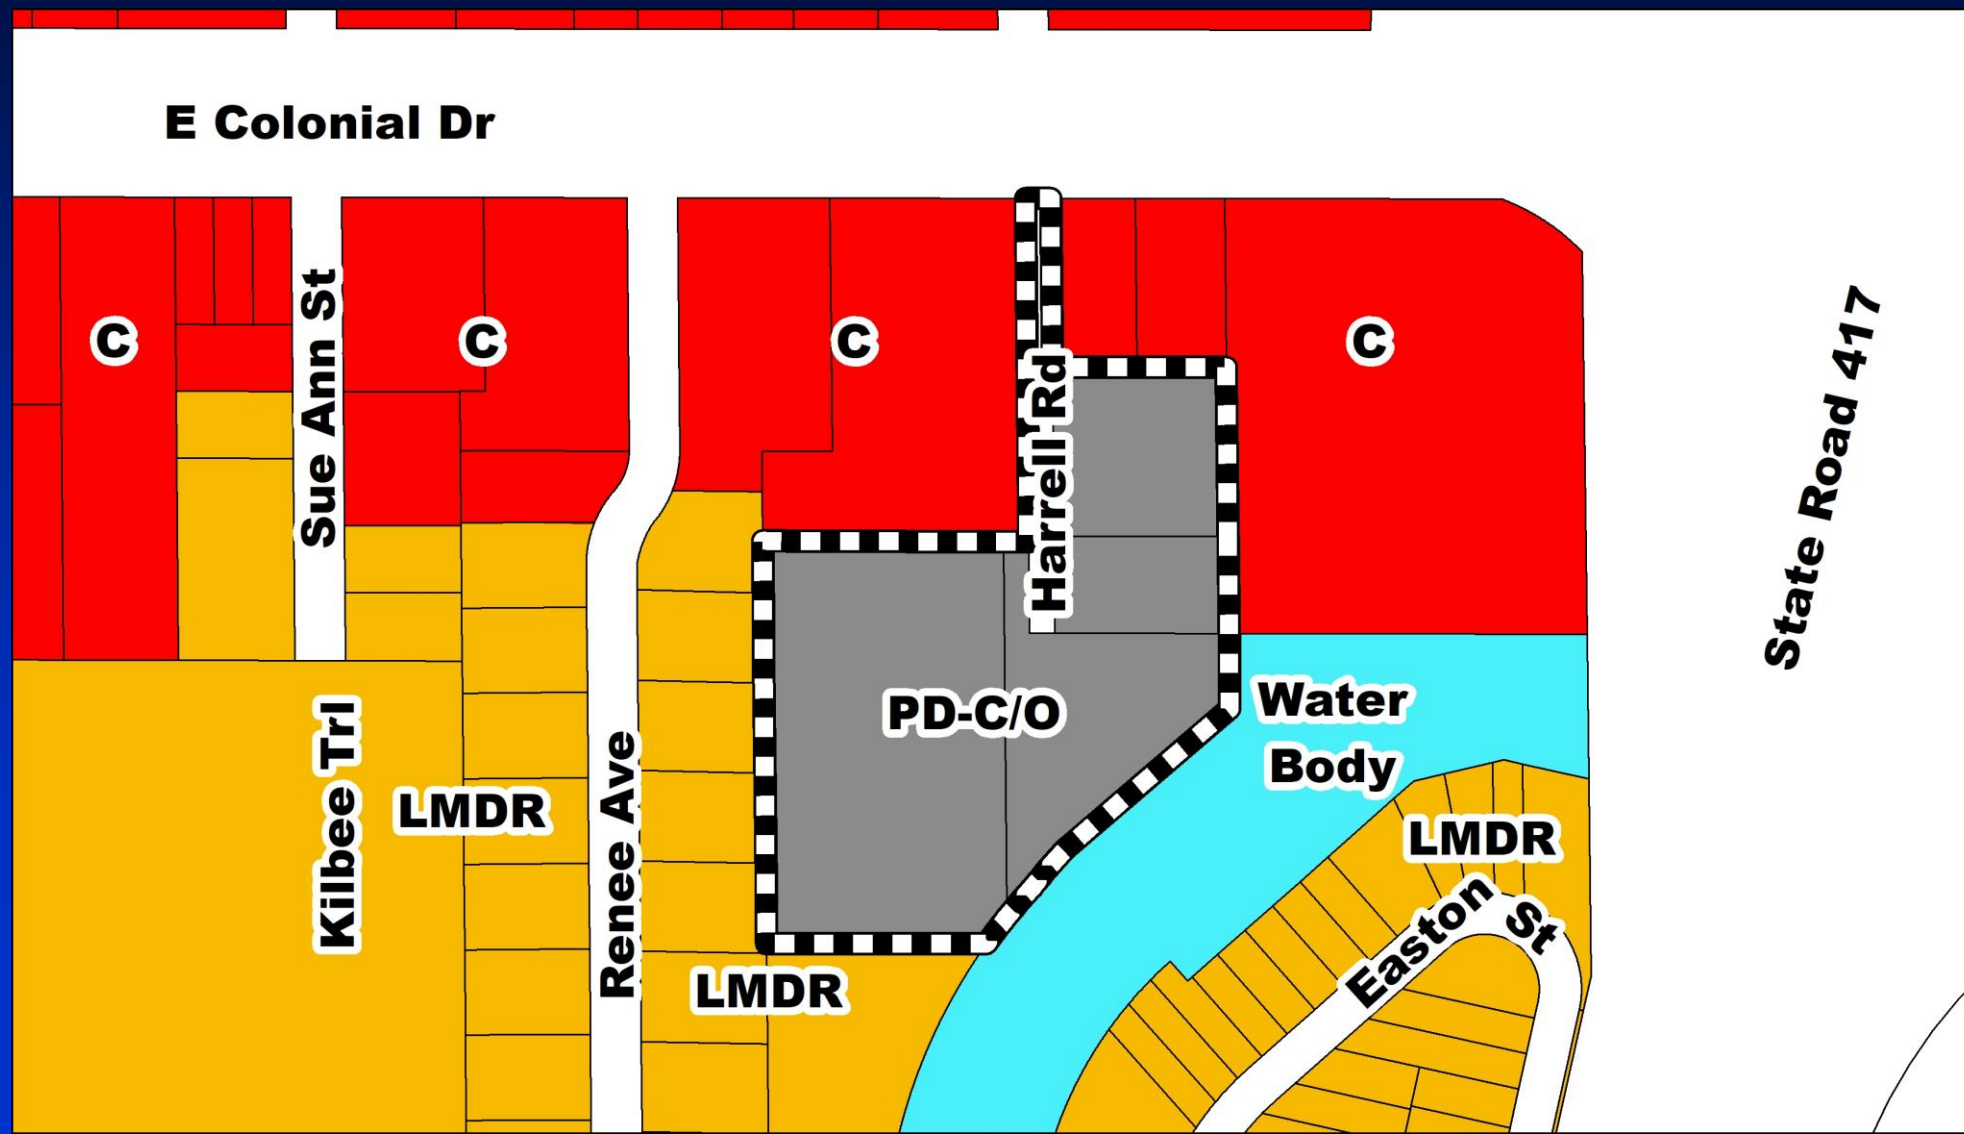 E Colonial Dr
Sue Ann St
C
C
C
C
Harrell Rd
State Road 417
PD-C/O
Water
Body
Kilbee Trl
LMDR
Renee Ave
LMDR
Easton St
LMDR